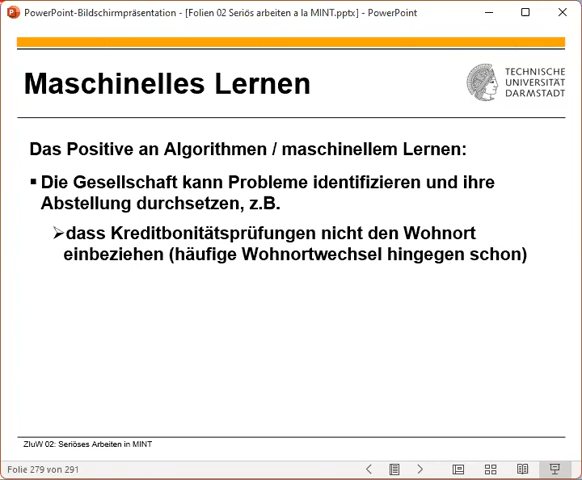 PowerPoint-Bildschirmpräsentation - [Folien 02 Seriös arbeiten a la MINT.pptx] - PowerPoint
Maschinelles Lernen
TECHNISCHE
UNIVERSITÄT
DARMSTADT
Das Positive an Algorithmen / maschinellem Lernen:
▪ Die Gesellschaft kann Probleme identifizieren und ihre
Abstellung durchsetzen, z.B.
➢dass Kreditbonitätsprüfungen nicht den Wohnort
einbeziehen (häufige Wohnortwechsel hingegen schon)
ZIuW 02: Seriöses Arbeiten in MINT
Folie 279 von 291